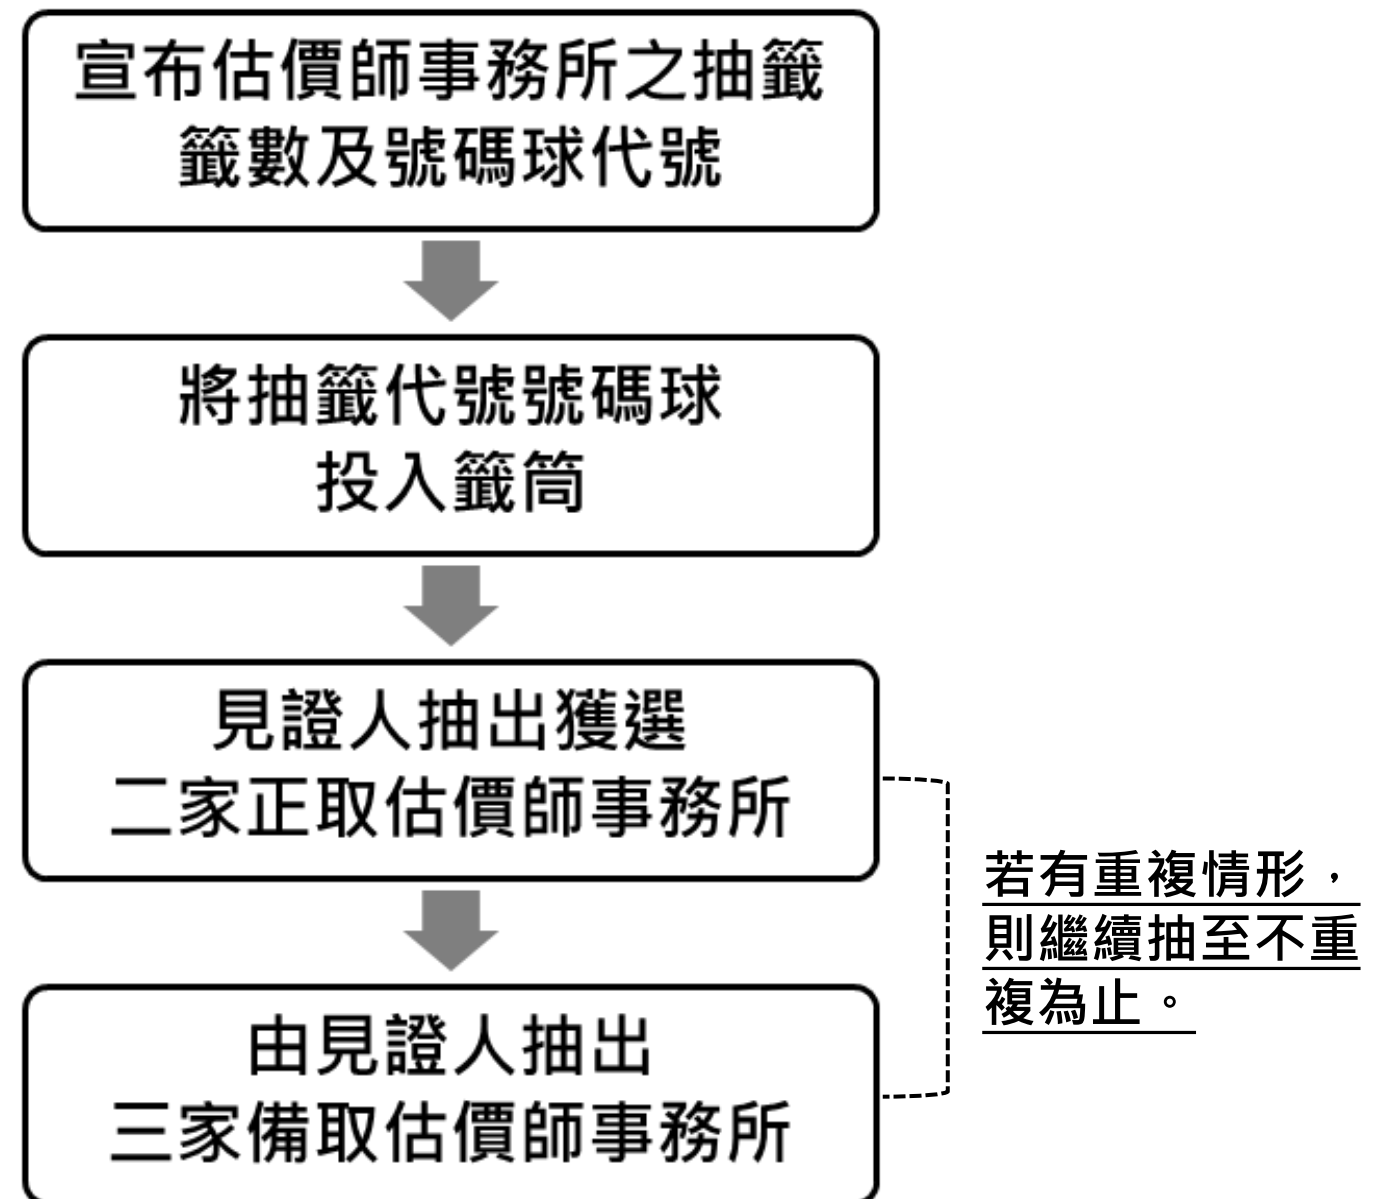 宣布估價師事務所之抽籤
籤數及號碼球代號
將抽籤代號號碼球
投入籤筒
見證人抽出獲選
二家正取估價師事務所
若有重複情形，
則繼續抽至不重
複為止。
由見證人抽出
三家備取估價師事務所